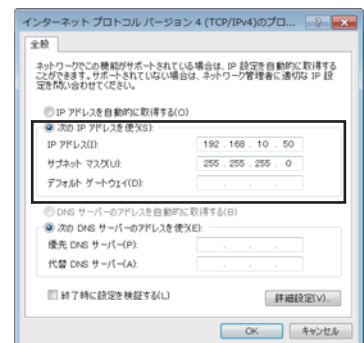 インターネット プロトコル バージョン 4 (TCP/IPv4)のプロ...
全般
ネットワークでこの機能がサポートされている場合は、IP 設定を自動的に取得する
ことができます。サポートされていない場合は、ネットワーク管理者に適切な IP 設
定を問い合わせてください。
IP アドレスを自動的に取得する(O)
次の IP アドレスを使う(S):
IP アドレス(I):
192 . 168 . 10 . 50
サブネット マスク(U):
255 . 255 . 255 . 0
デフォルト ゲートウェイ(D):
. . .
DNS サーバーのアドレスを自動的に取得する(B)
次の DNS サーバーのアドレスを使う(E):
優先 DNS サーバー(P):
. . .
代替 DNS サーバー(A):
. . .
終了時に設定を検証する(L)
詳細設定(V)...
OK
キャンセル